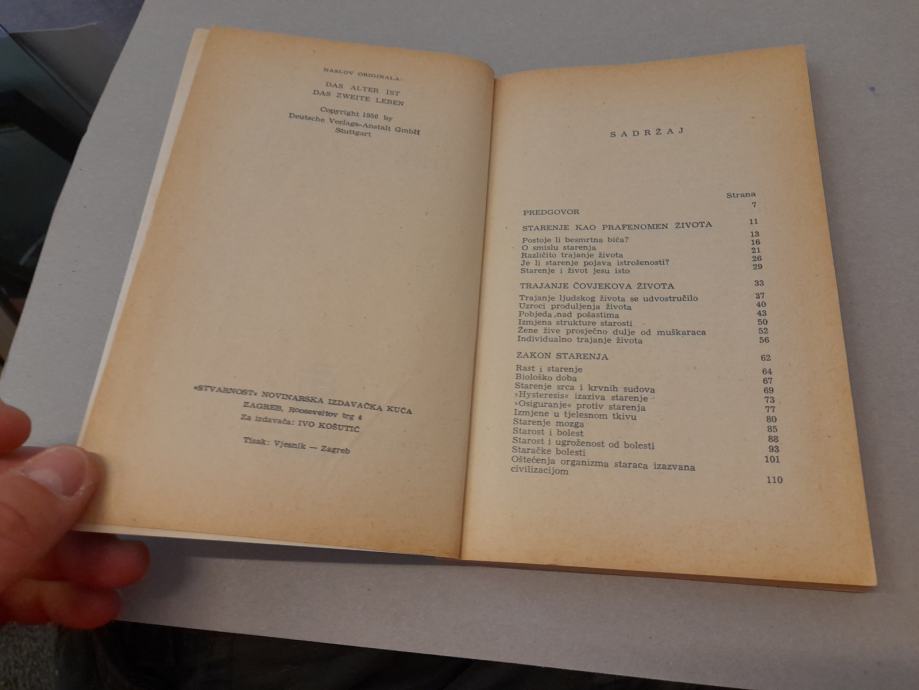 NASLOV ORIGINALA:
DAS ALTER IST
DAS ZWEITE LEBEN
Copyright 1956 by
Deutsche Verlags-Anstalt GmbH
Stuttgart
»STVARNOST« NOVINARSKA IZDAVAČKA KUĆA
ZAGREB, Rooseveltov trg 4
Za izdavača: IVO KOŠUTIĆ
Tisak: Vjesnik — Zagreb
SADRŽAJ
Strana
PREDGOVOR 7
STARENJE KAO PRAFENOMEN ŽIVOTA 11
Postoje li besmrtna bića? 13
O smislu starenja 16
Različito trajanje života 21
Je li starenje pojava istrošenosti? 26
Starenje i život jesu isto 29
TRAJANJE ČOVJEKOVA ŽIVOTA 33
Trajanje ljudskog života se udvostručilo 37
Uzroci produljenja života 40
Pobjeda nad pošastima 43
Izmjena strukture starosti 50
Žene žive prosječno dulje od muškaraca 52
Individualno trajanje života 56
ZAKON STARENJA 62
Rast i starenje 64
Biološko doba 67
Starenje srca i krvnih sudova 69
»Hysteresis« izaziva starenje 73
»Osiguranje« protiv starenja 77
Izmjene u tjelesnom tkivu 80
Starenje mozga 85
Starost i bolest 88
Starost i ugroženost od bolesti 93
Staračke bolesti 101
Oštećenja organizma staraca izazvana
civilizacijom 110